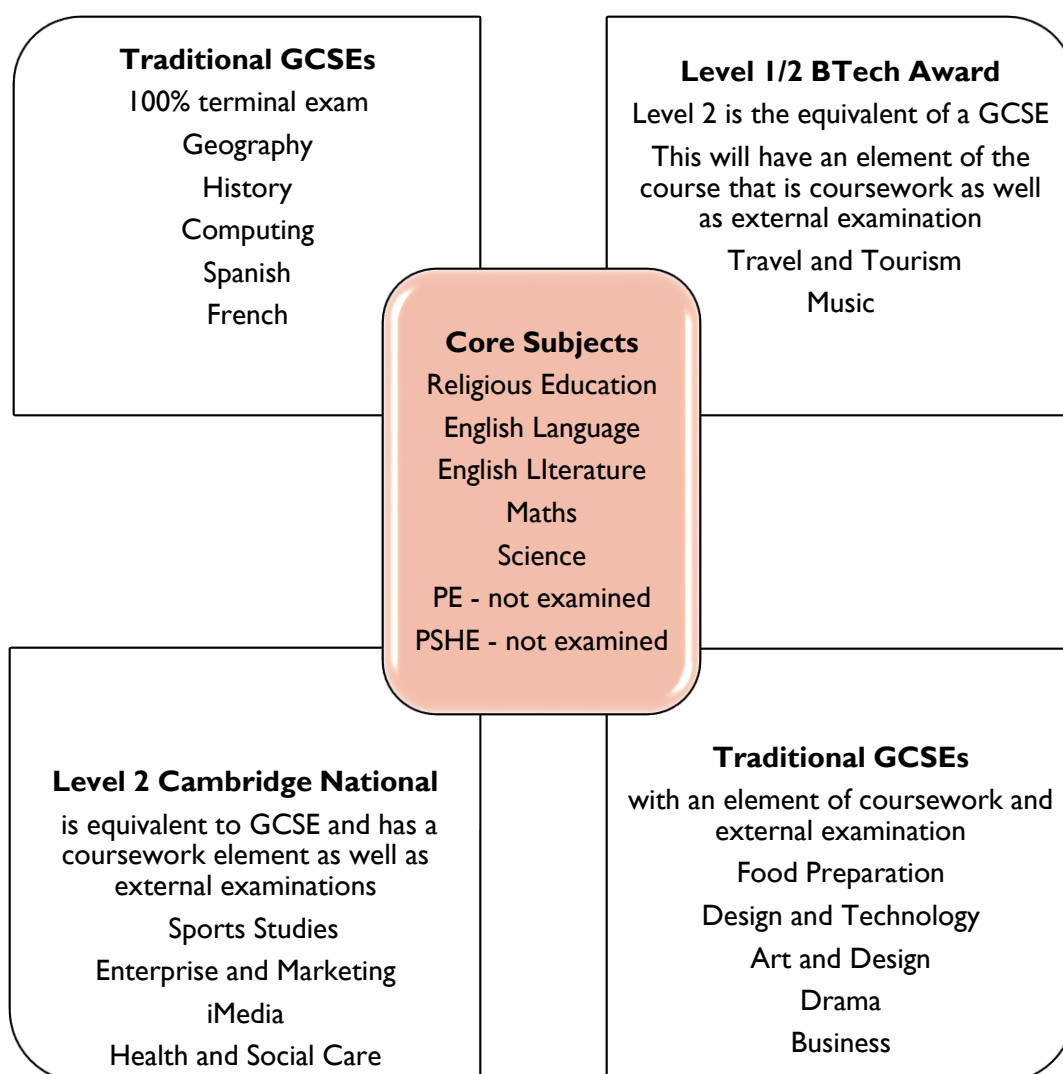 Traditional GCSEs
100% terminal exam
Geography
History
Computing
Spanish
French
Level 1/2 BTech Award
Level 2 is the equivalent of a GCSE
This will have an element of the
course that is coursework as well
as external examination
Travel and Tourism
Music
Core Subjects
Religious Education
English Language
English LIterature
Maths
Science
PE - not examined
PSHE - not examined
Level 2 Cambridge National
is equivalent to GCSE and has a
coursework element as well as
external examinations
Sports Studies
Enterprise and Marketing
iMedia
Health and Social Care
Traditional GCSEs
with an element of coursework and
external examination
Food Preparation
Design and Technology
Art and Design
Drama
Business